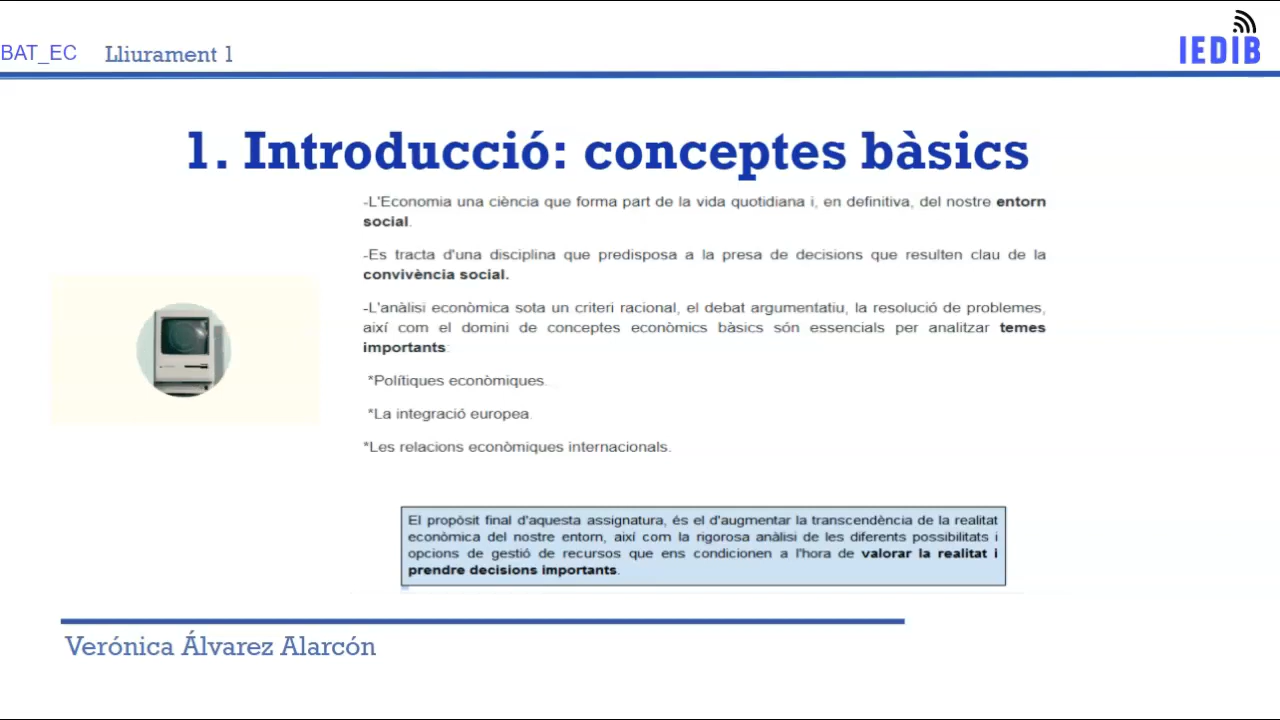 BAT_EC Lliurament 1
IEDIB
1. Introducció: conceptes bàsics
-L'Economia una ciència que forma part de la vida quotidiana i, en definitiva, del nostre entorn
social.
-Es tracta d'una disciplina que predisposa a la presa de decisions que resulten clau de la
convivència social.
-L'anàlisi econòmica sota un criteri racional, el debat argumentatiu, la resolució de problemes,
així com el domini de conceptes econòmics bàsics són essencials per analitzar temes
importants:
*Polítiques econòmiques.
*La integració europea.
*Les relacions econòmiques internacionals.
El propòsit final d'aquesta assignatura, és el d'augmentar la transcendència de la realitat
econòmica del nostre entorn, així com la rigorosa anàlisi de les diferents possibilitats i
opcions de gestió de recursos que ens condicionen a l'hora de valorar la realitat i
prendre decisions importants.
Verónica Álvarez Alarcón